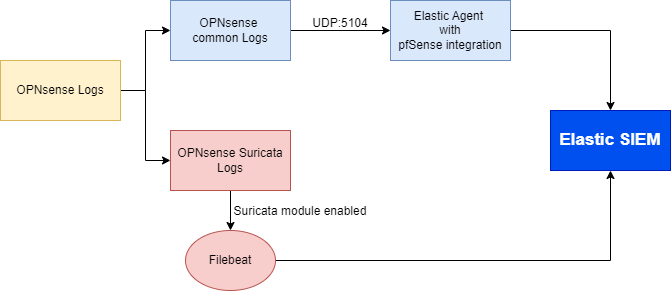 OPNsense
common Logs
UDP:5104
Elastic Agent
with
pfSense integration
OPNsense Logs
Elastic SIEM
OPNsense Suricata
Logs
Suricata module enabled
Filebeat